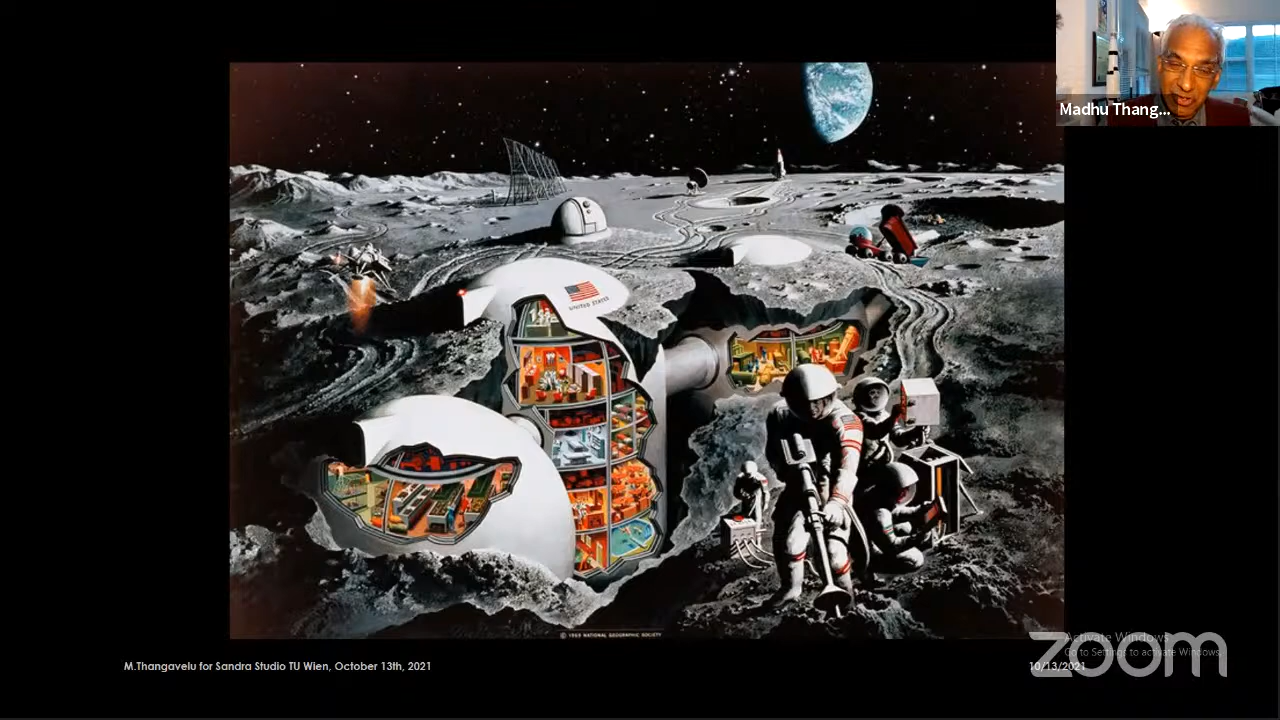 Madhu Thang...
UNITED STATES
© 1969 NATIONAL GEOGRAPHIC SOCIETY
M.Thangavelu for Sandra Studio TU Wien, October 13th, 2021
10/13/2021
Activate Windows
Go to Settings to activate Windows.
zoom